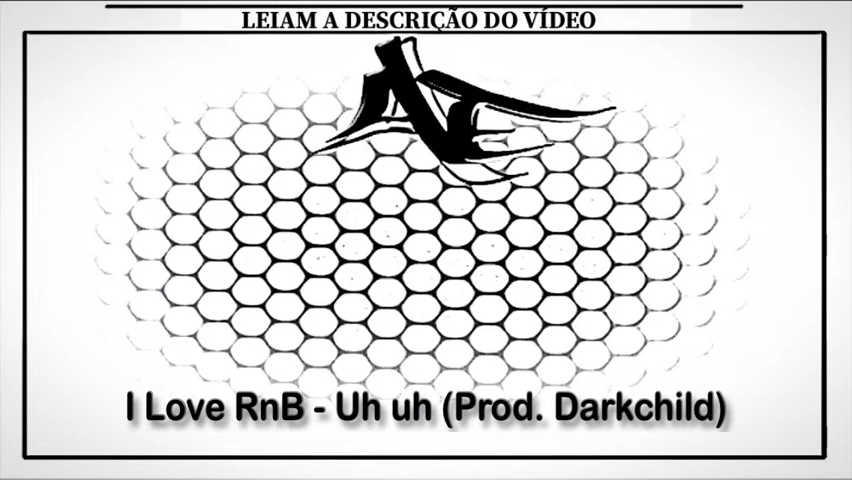 LEIAM A DESCRIÇÃO DO VÍDEO
I Love RnB - Uh uh (Prod. Darkchild)